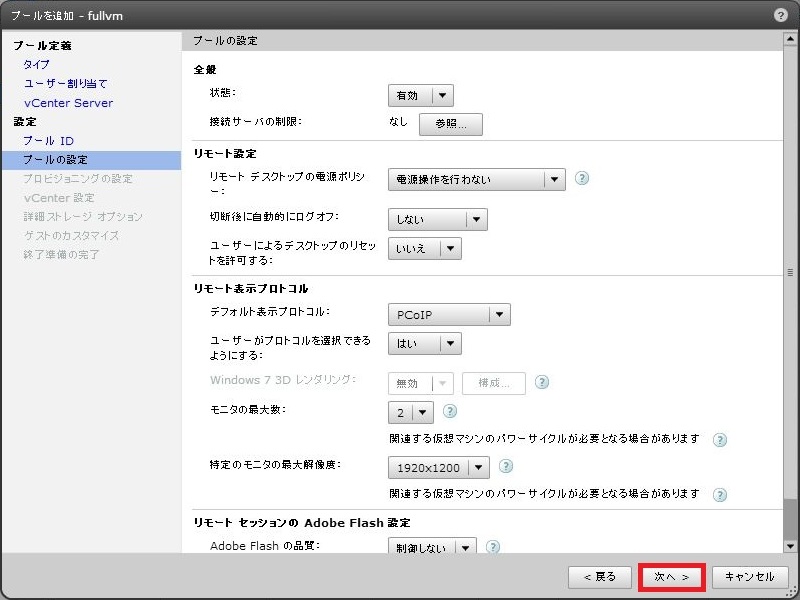 プールを追加 - fullvm
?
プール定義
タイプ
ユーザー割り当て
vCenter Server
設定
プール ID
プールの設定
プロビジョニングの設定
vCenter 設定
詳細ストレージ オプション
ゲストのカスタマイズ
終了準備の完了
プールの設定
全般
状態: 有効
接続サーバの制限: なし 参照...
リモート設定
リモート デスクトップの電源ポリシ
ー: 電源操作を行わない ?
切断後に自動的にログオフ: しない
ユーザーによるデスクトップのリセッ
トを許可する: いいえ
リモート表示プロトコル
デフォルト表示プロトコル: PCoIP
ユーザーがプロトコルを選択できる
ようにする: はい
Windows 7 3D レンダリング: 無効 構成... ?
モニタの最大数: 2 ?
関連する仮想マシンのパワーサイクルが必要となる場合があります ?
特定のモニタの最大解像度: 1920x1200 ?
関連する仮想マシンのパワーサイクルが必要となる場合があります ?
リモート セッションの Adobe Flash 設定
Adobe Flash の品質: 制御しない ?
< 戻る 次へ > キャンセル